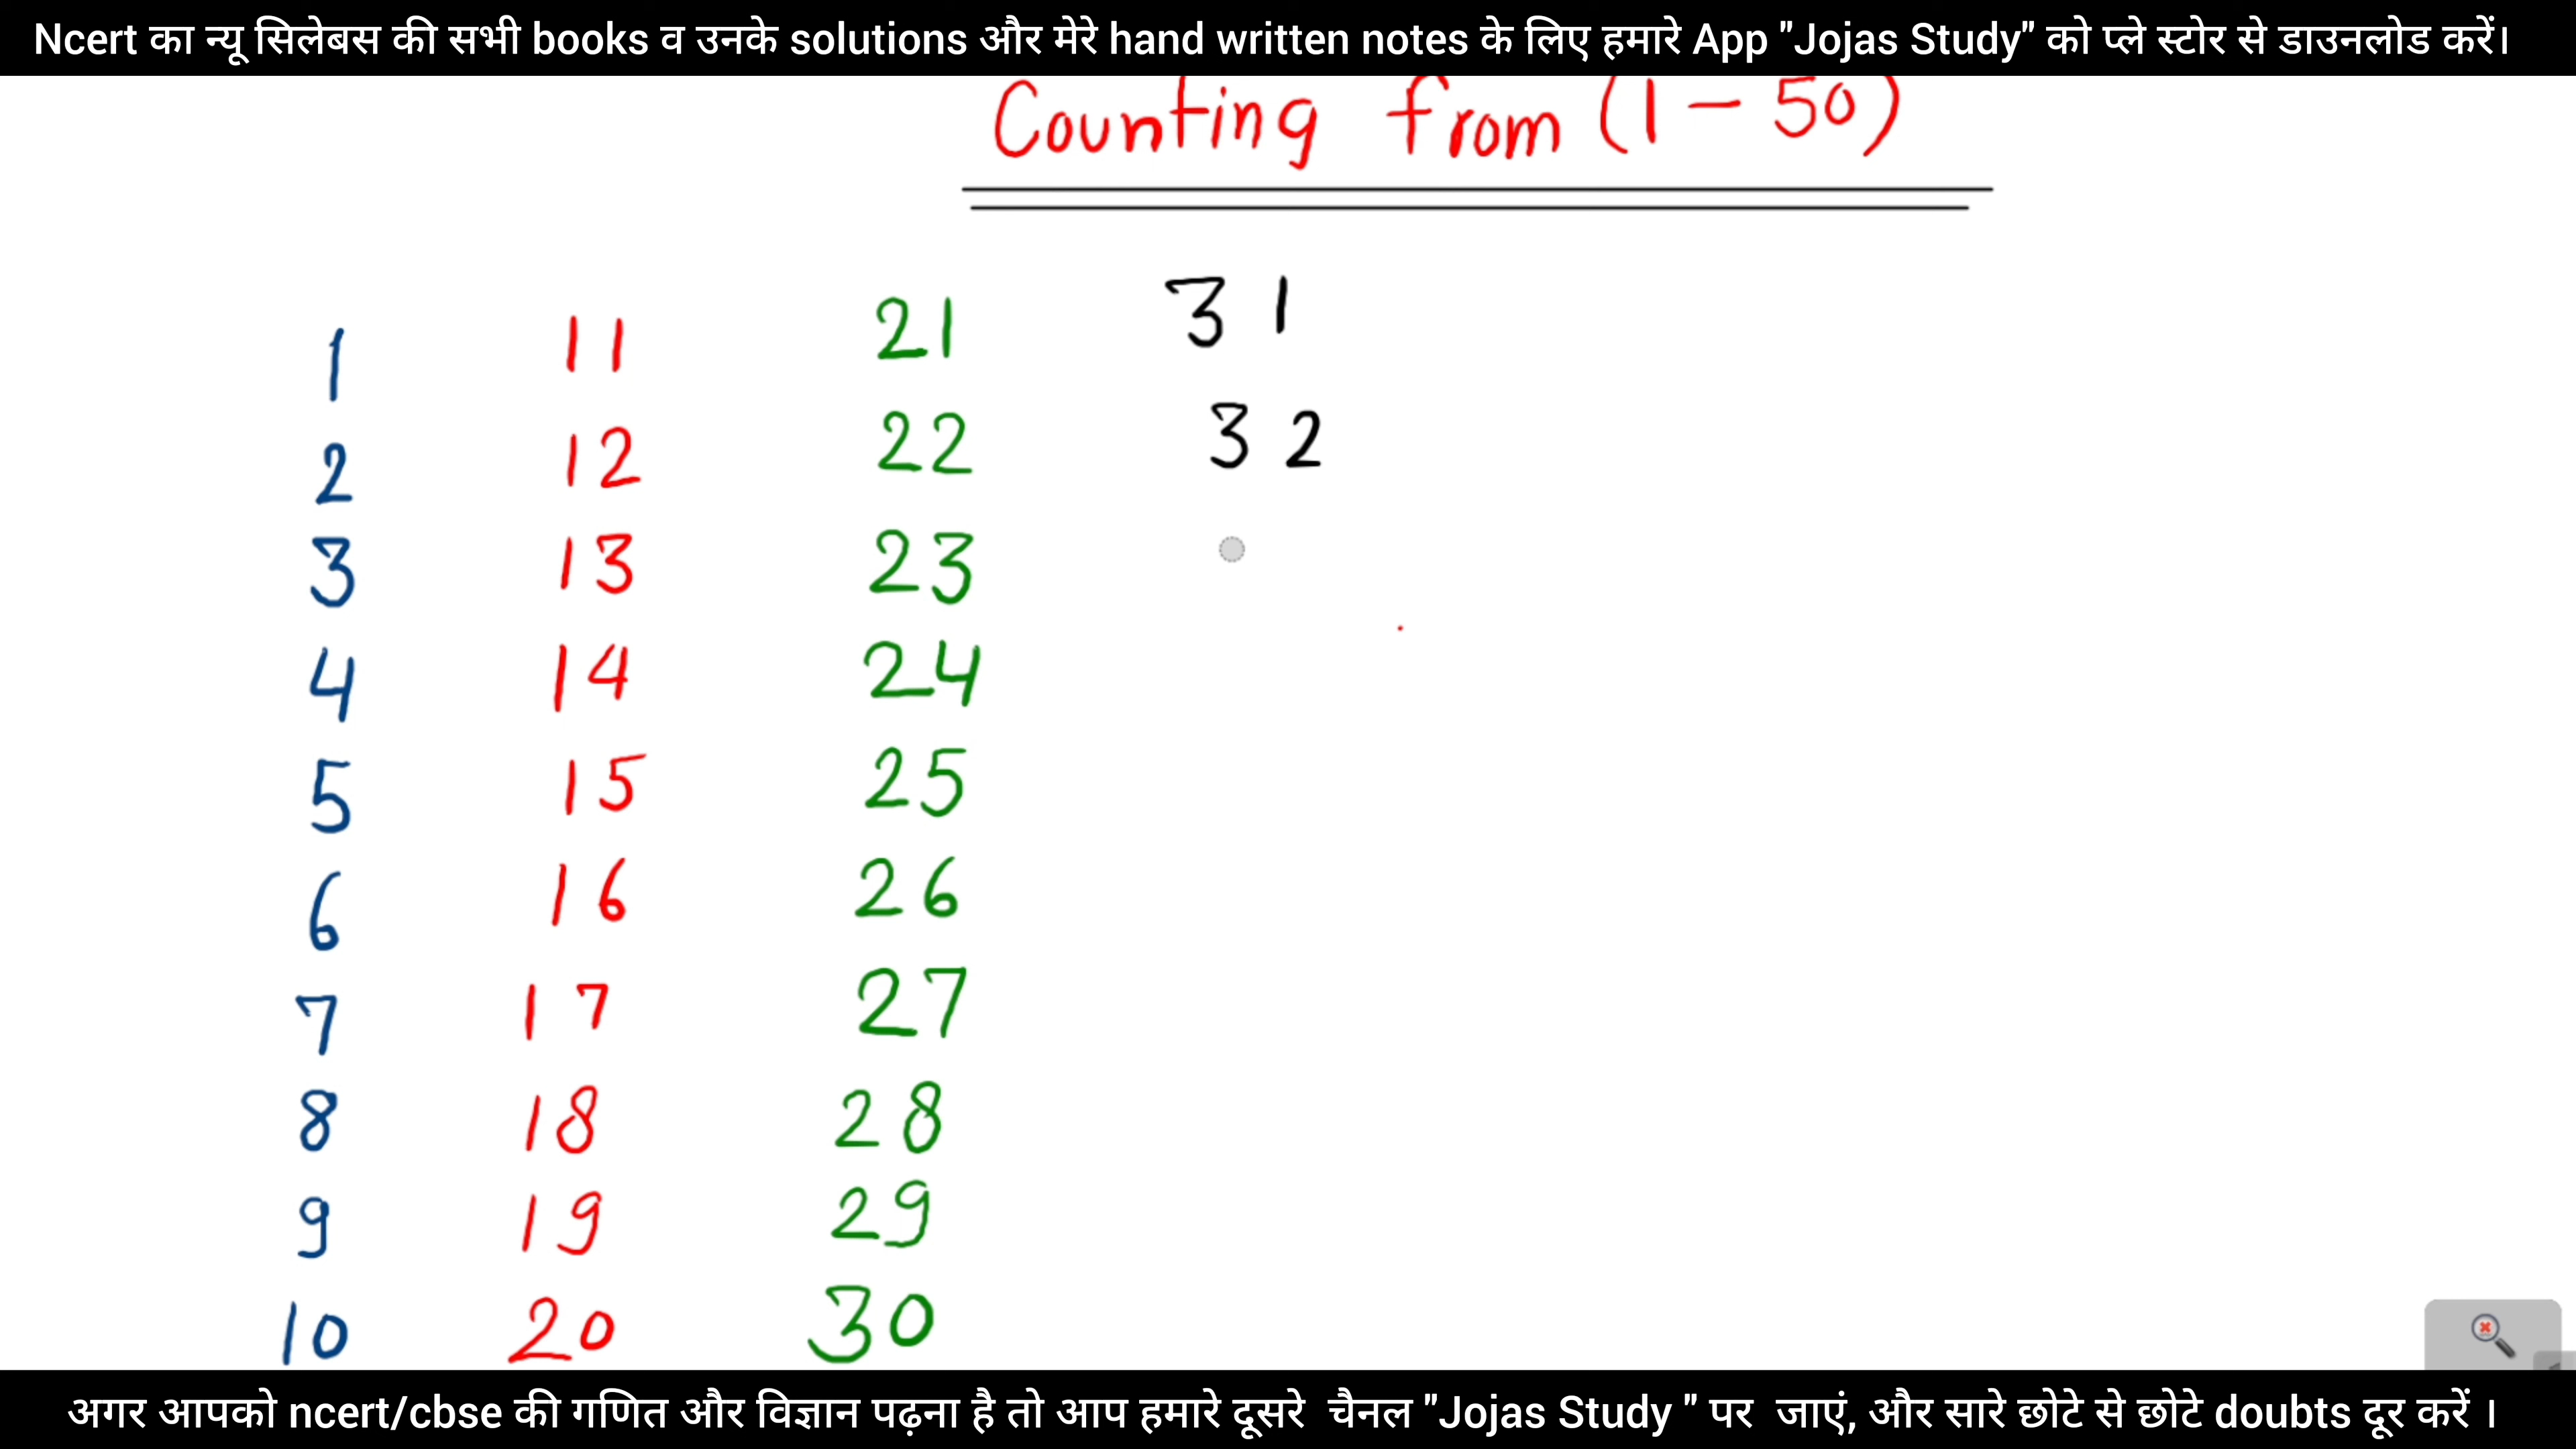 Ncert का न्यू सिलेबस की सभी books व उनके solutions और मेरे hand written notes के लिए हमारे App "Jojas Study" को प्ले स्टोर से डाउनलोड करें।
Counting from (1 - 50)
1 11 21 31
2 12 22 32
3 13 23
4 14 24
5 15 25
6 16 26
7 17 27
8 18 28
9 19 29
10 20 30
अगर आपको ncert/cbse की गणित और विज्ञान पढ़ना है तो आप हमारे दूसरे चैनल "Jojas Study " पर जाएं, और सारे छोटे से छोटे doubts दूर करें ।